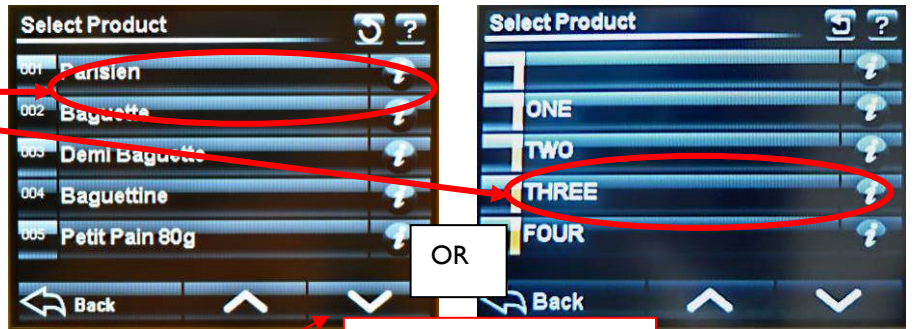 Select Product
?
001 Parisien
002 Baguette
003 Demi Baguette
004 Baguettine
005 Petit Pain 80g
Back
OR
Select Product
?
ONE
TWO
THREE
FOUR
Back